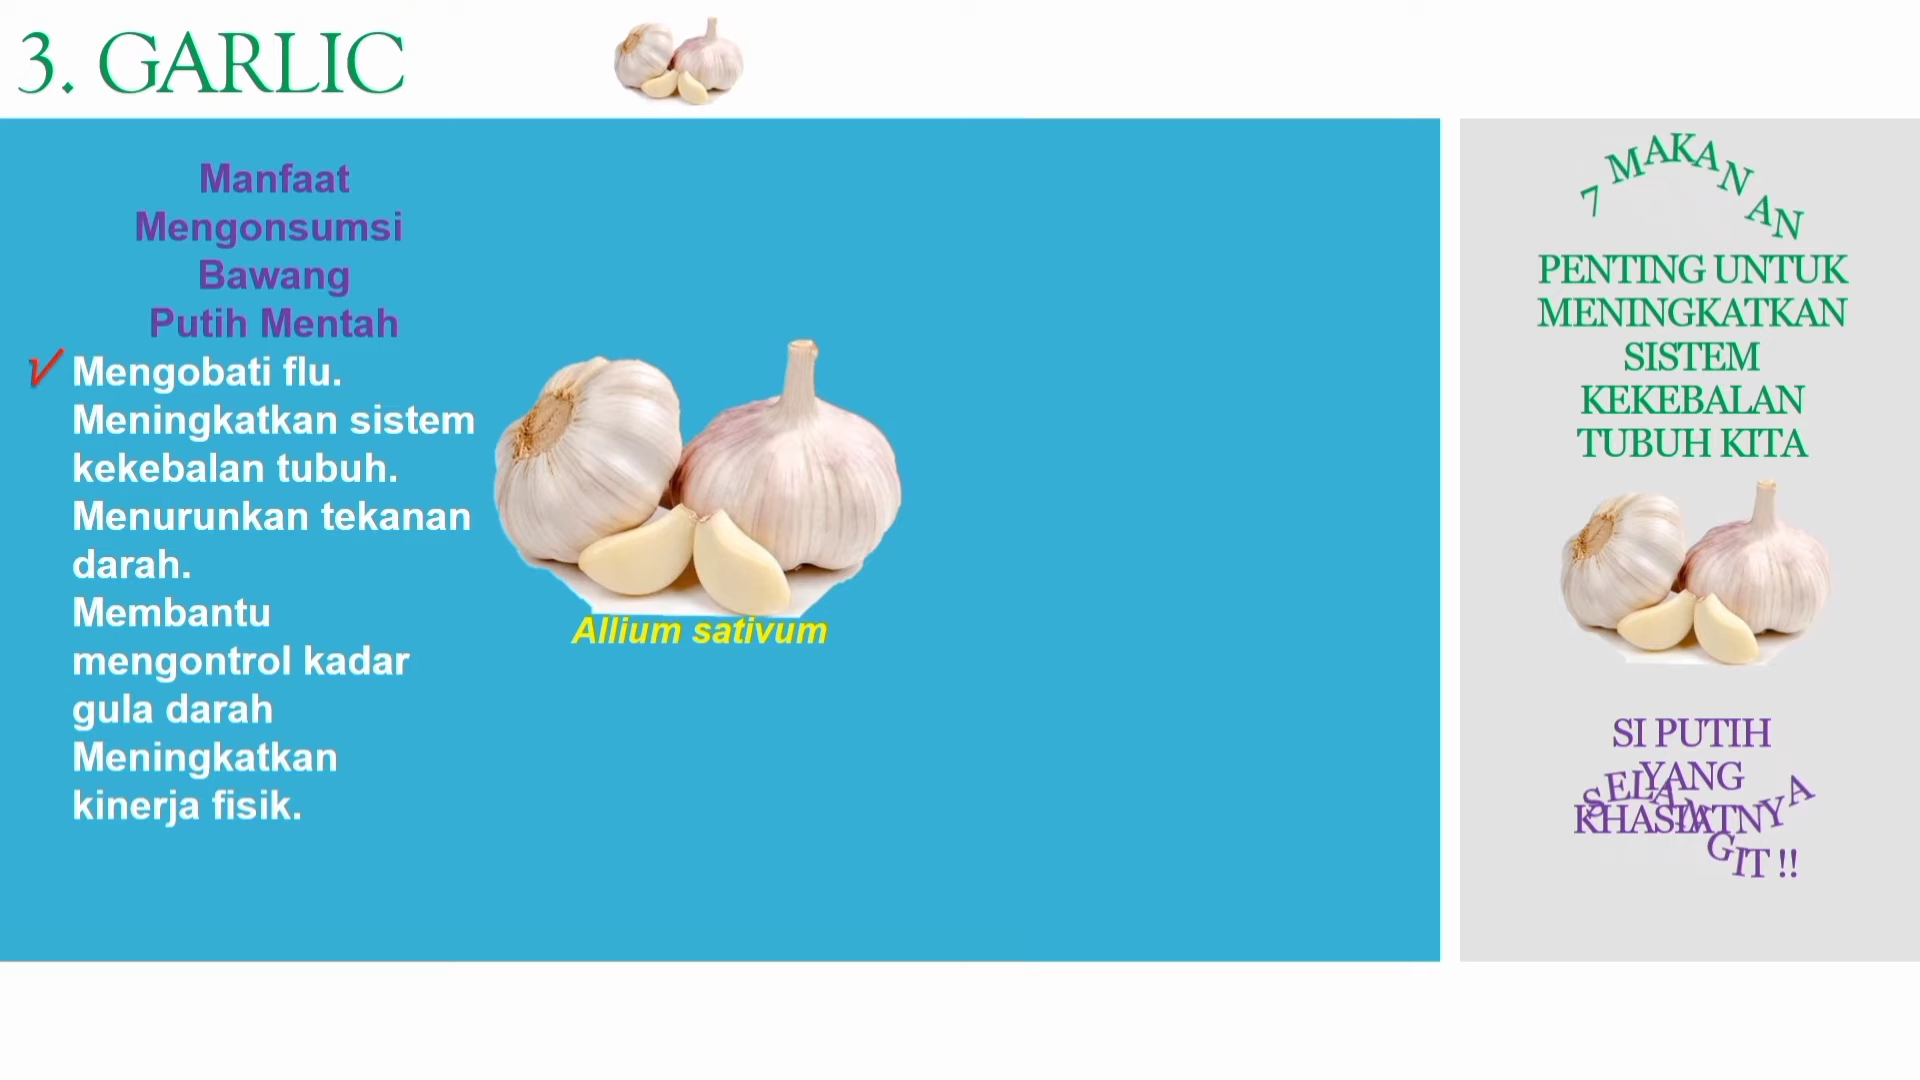 3. GARLIC
Manfaat
Mengonsumsi
Bawang
Putih Mentah
√ Mengobati flu.
Meningkatkan sistem
kekebalan tubuh.
Menurunkan tekanan
darah.
Membantu
mengontrol kadar
gula darah
Meningkatkan
kinerja fisik.
Allium sativum
7 MAKANAN
PENTING UNTUK
MENINGKATKAN
SISTEM
KEKEBALAN
TUBUH KITA
SI PUTIH
YANG
KHASIATNYA
SELANGIT !!